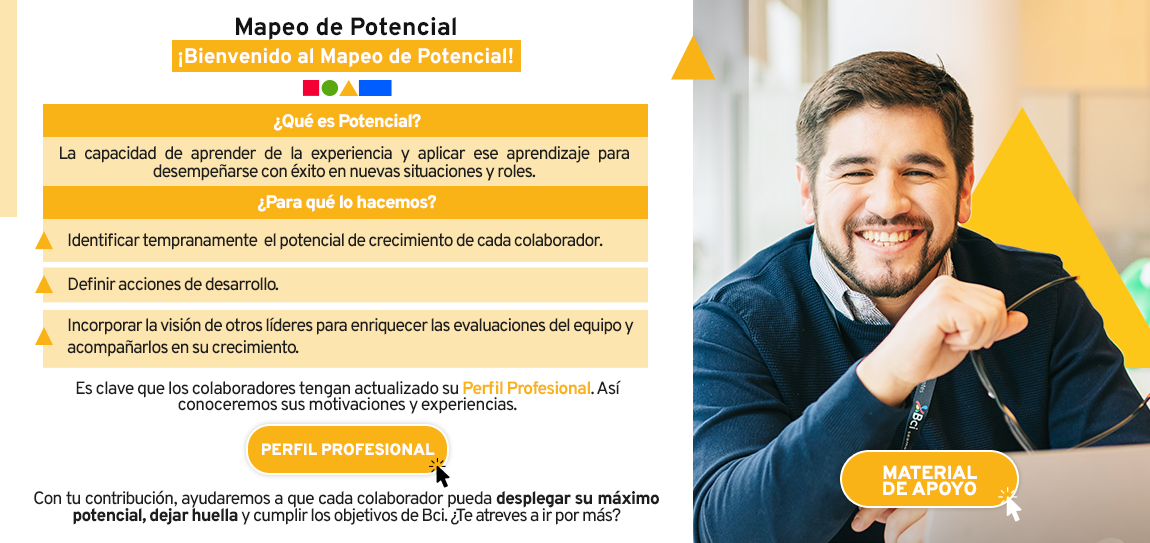 Mapeo de Potencial
¡Bienvenido al Mapeo de Potencial!
¿Qué es Potencial?
La capacidad de aprender de la experiencia y aplicar ese aprendizaje para
desempeñarse con éxito en nuevas situaciones y roles.
¿Para qué lo hacemos?
Identificar tempranamente el potencial de crecimiento de cada colaborador.
Definir acciones de desarrollo.
Incorporar la visión de otros líderes para enriquecer las evaluaciones del equipo y
acompañarlos en su crecimiento.
Es clave que los colaboradores tengan actualizado su Perfil Profesional. Así
conoceremos sus motivaciones y experiencias.
PERFIL PROFESIONAL
Con tu contribución, ayudaremos a que cada colaborador pueda desplegar su máximo
potencial, dejar huella y cumplir los objetivos de Bci. ¿Te atreves a ir por más?
Bci
MATERIAL
DE APOYO